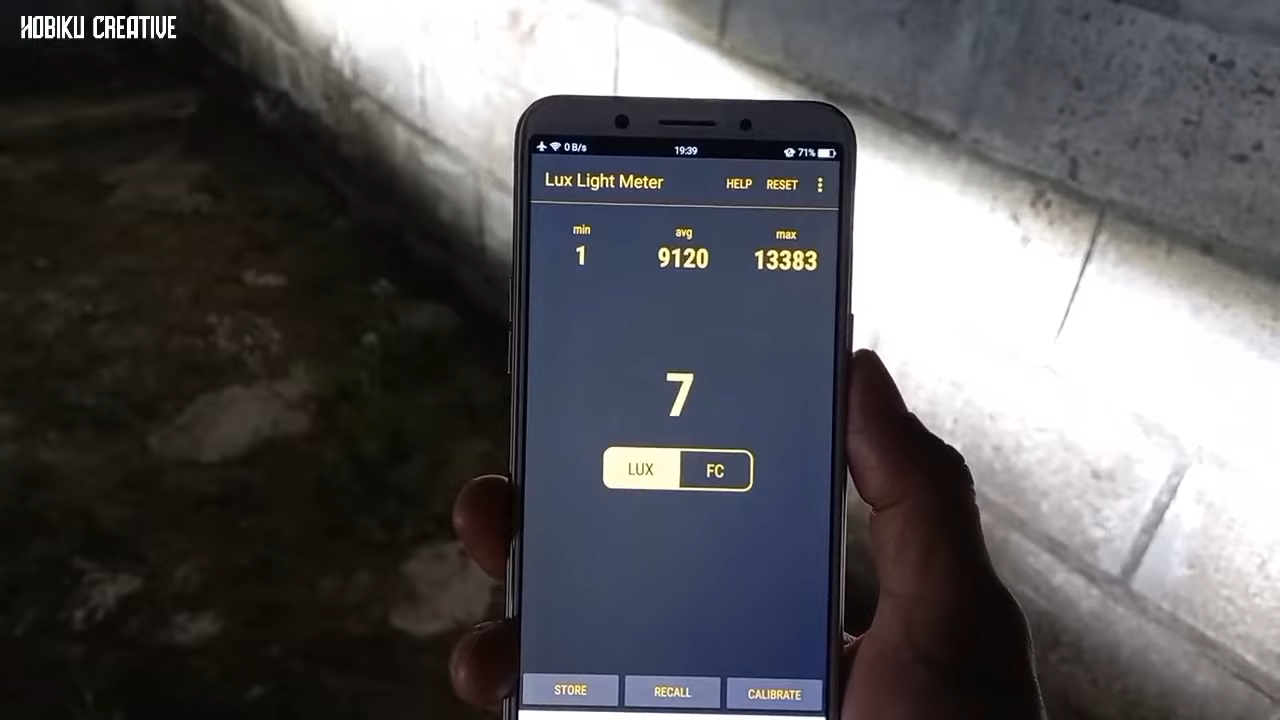 HOBIKU CREATIVE
0 B/s
19:39
71%
Lux Light Meter
HELP
RESET
min
avg
max
1
9120
13383
7
LUX
FC
STORE
RECALL
CALIBRATE